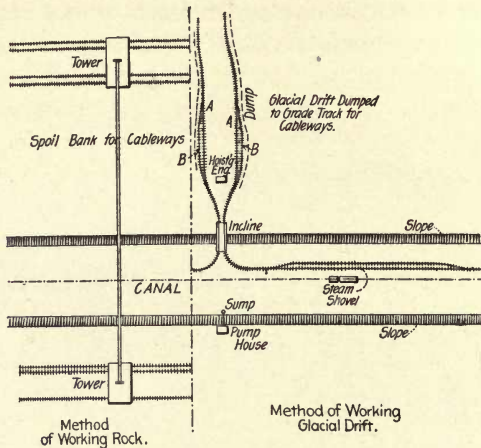 Tower
Spoil Bank for Cableways
A
A
Dump
B
B
Hoist'g
Eng.
Glacial Drift Dumped
to Grade Track for
Cableways.
Incline
Slope
CANAL
Steam
Shovel
Sump
Pump
House
Slope
Tower
Method
of Working Rock.
Method of Working
Glacial Drift.